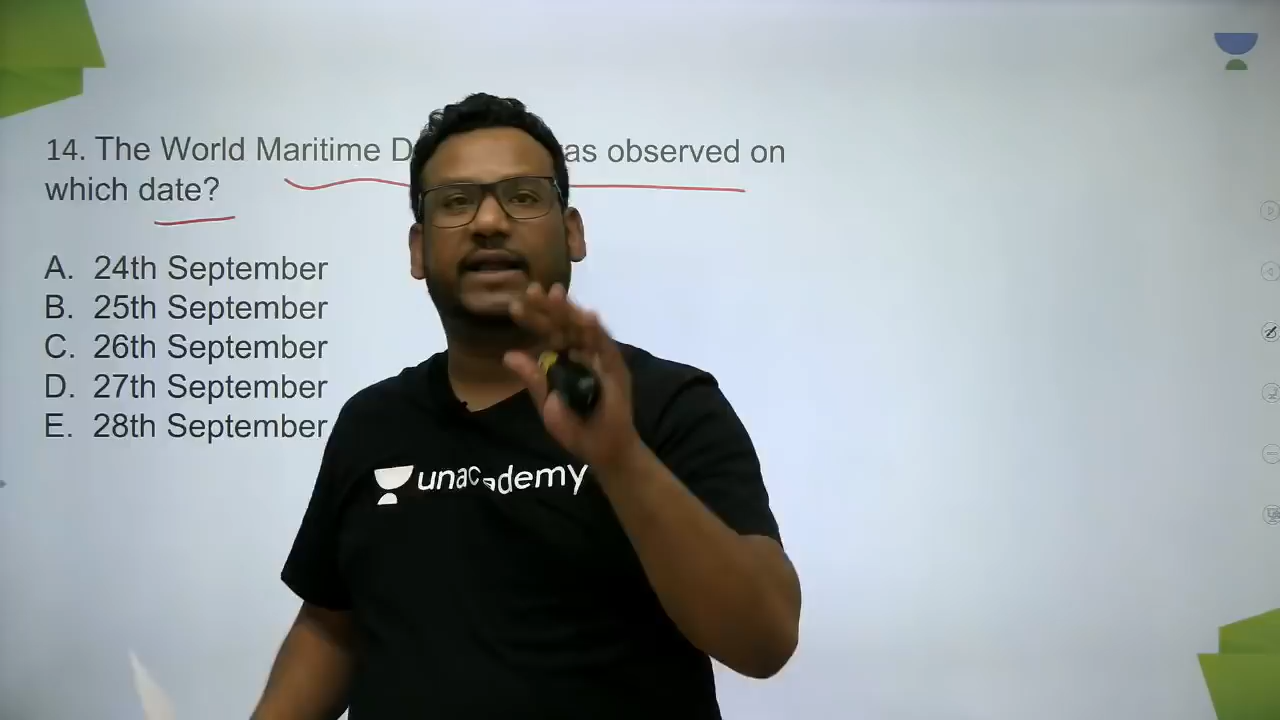 14. The World Maritime D as observed on
which date?
A. 24th September
B. 25th September
C. 26th September
D. 27th September
E. 28th September
unacademy